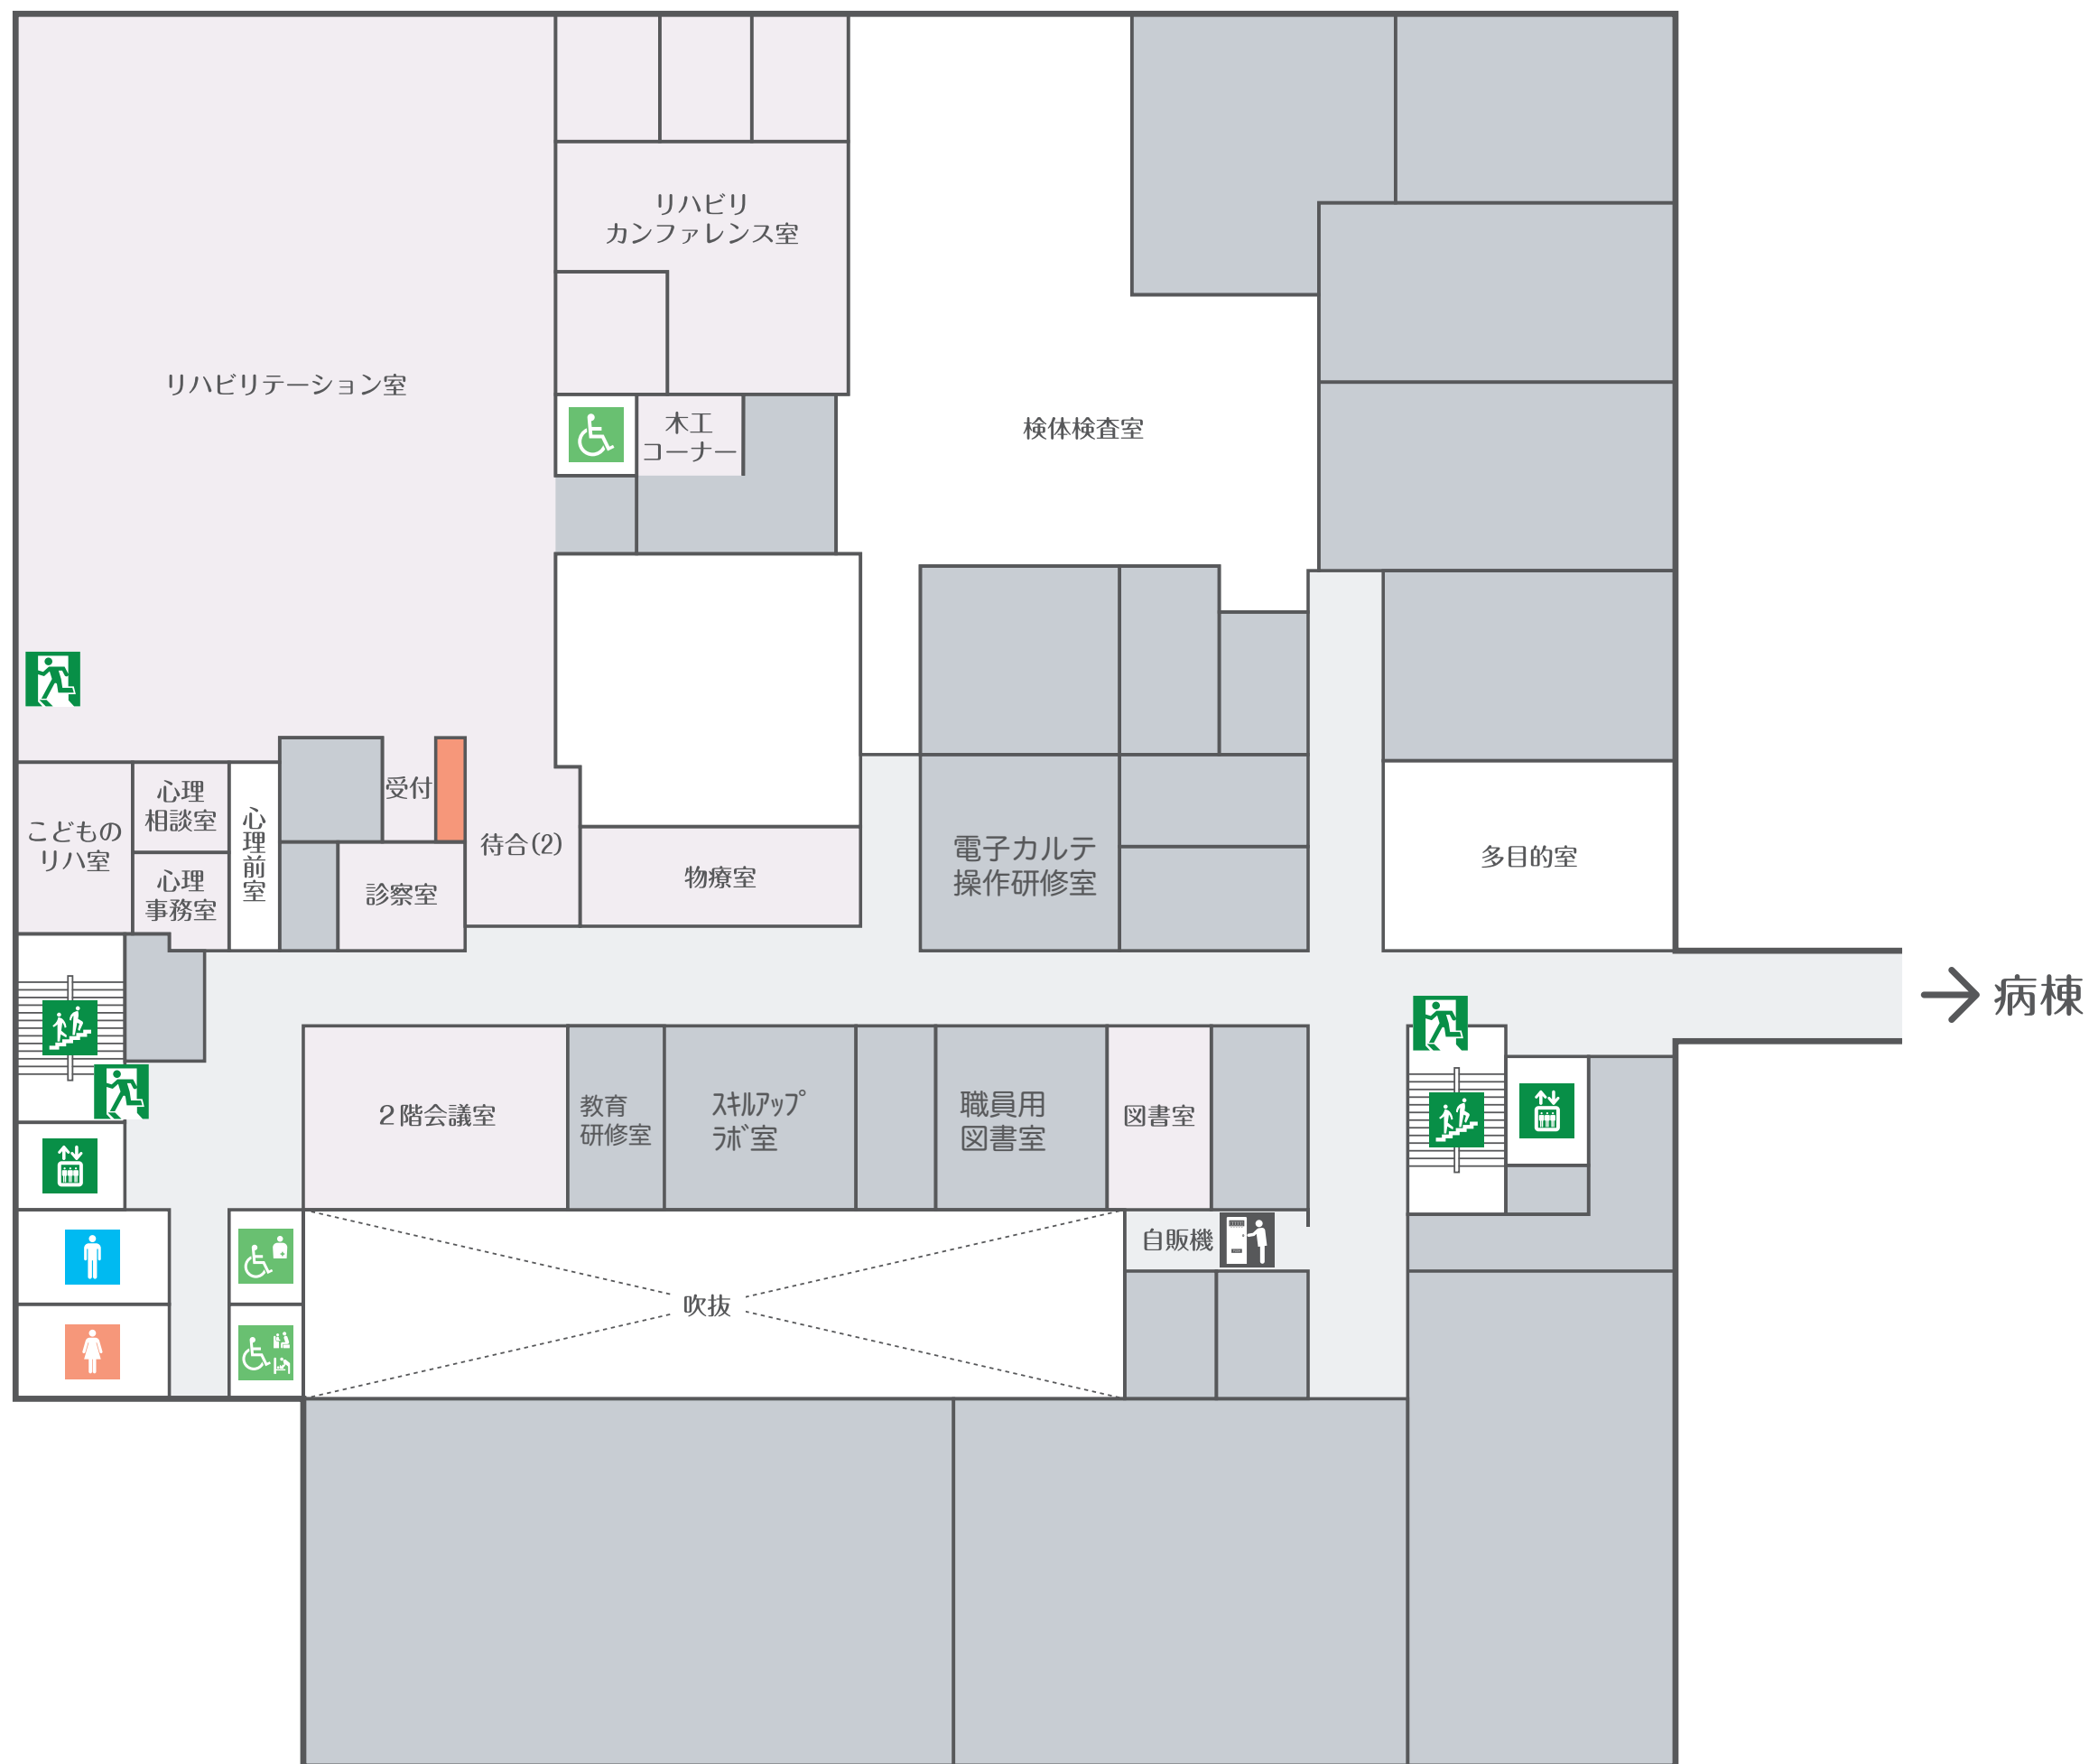 リハビリ
カンファレンス室
リハビリテーション室
木工
コーナー
検体検査室
こどもの
リハ室
心理
相談室
心理
事務室
心理前室
受付
待合(2)
診察室
物療室
電子カルテ
操作研修室
多目的室
病棟
２階会議室
教育
研修室
スキルアップ
ラボ室
職員用
図書室
図書室
自販機
吹抜